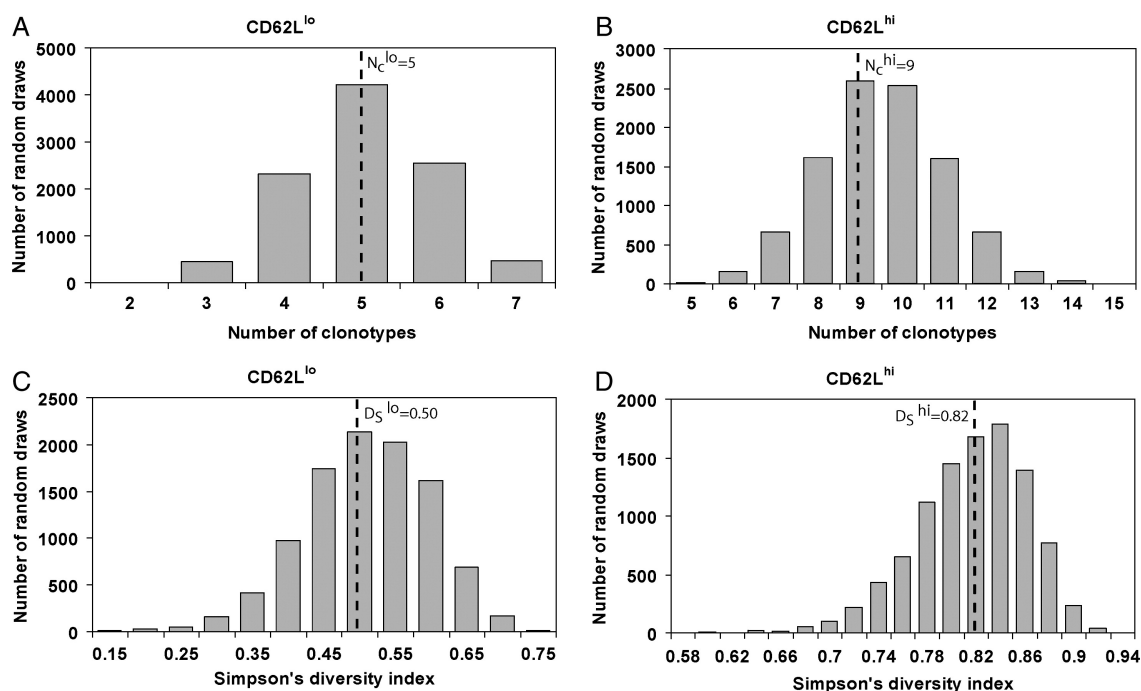 A
CD62L^lo
Number of random draws
5000
4000
3000
2000
1000
0
N_C^lo=5
2 3 4 5 6 7
Number of clonotypes
B
CD62L^hi
Number of random draws
3000
2500
2000
1500
1000
500
0
N_C^hi=9
5 6 7 8 9 10 11 12 13 14 15
Number of clonotypes
C
CD62L^lo
Number of random draws
2500
2000
1500
1000
500
0
D_S^lo=0.50
0.15 0.25 0.35 0.45 0.55 0.65 0.75
Simpson's diversity index
D
CD62L^hi
Number of random draws
2000
1500
1000
500
0
D_S^hi=0.82
0.58 0.62 0.66 0.7 0.74 0.78 0.82 0.86 0.9 0.94
Simpson's diversity index